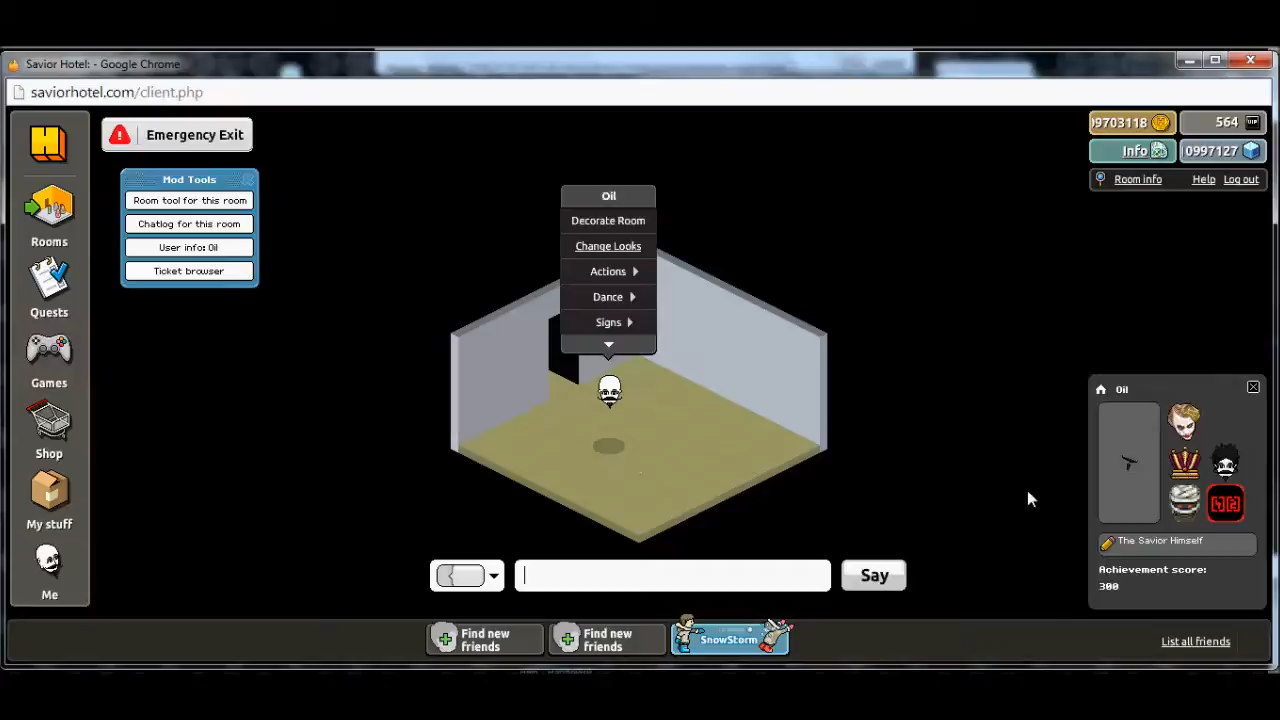 Savior Hotel: - Google Chrome
saviorhotel.com/client.php
Emergency Exit
09703118
564
Info
0997127
Room info
Help
Log out
Mod Tools
Room tool for this room
Chatlog for this room
User info: Oil
Ticket browser
Rooms
Quests
Games
Shop
My stuff
Me
Oil
Decorate Room
Change Looks
Actions
Dance
Signs
Oil
The Savior Himself
Achievement score:
300
Say
Find new
friends
Find new
friends
SnowStorm
List all friends